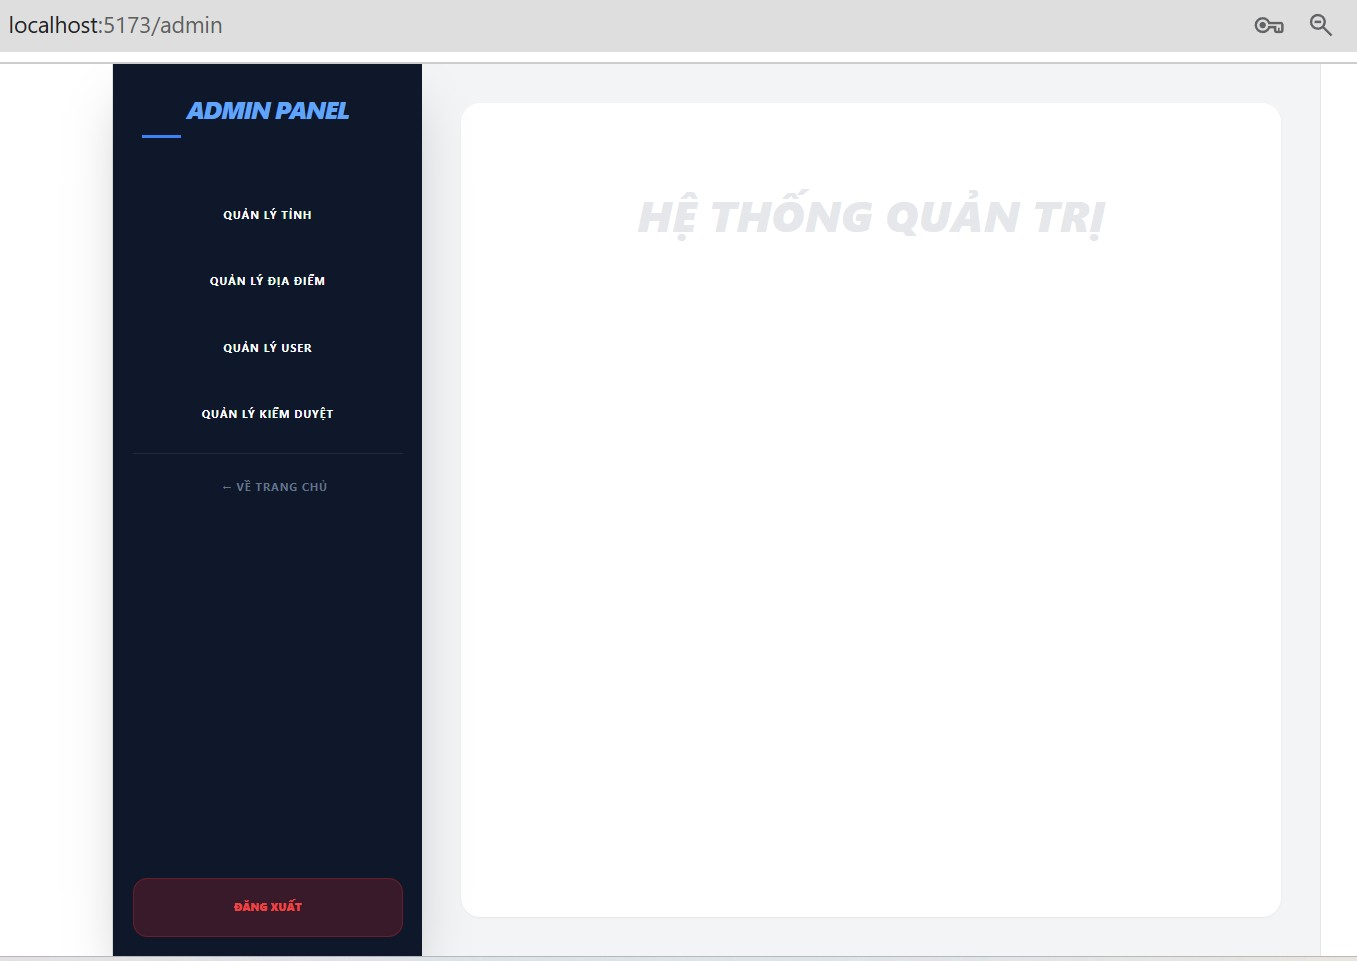 localhost:5173/admin
ADMIN PANEL
QUẢN LÝ TỈNH
QUẢN LÝ ĐỊA ĐIỂM
QUẢN LÝ USER
QUẢN LÝ KIỂM DUYỆT
← VỀ TRANG CHỦ
ĐĂNG XUẤT
HỆ THỐNG QUẢN TRỊ